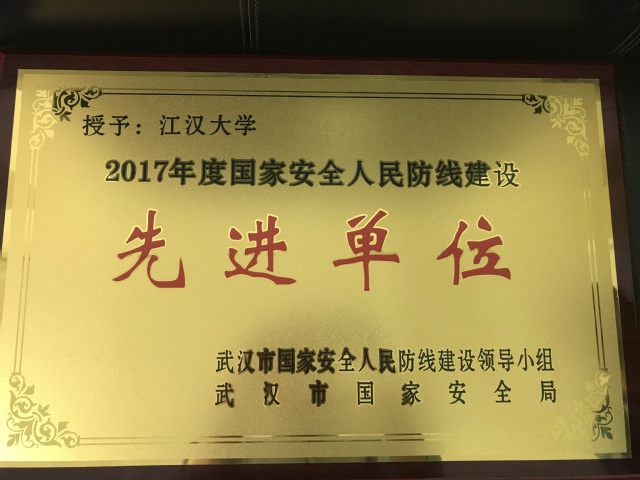 授予：江汉大学
2017年度国家安全人民防线建设
先进单位
武汉市国家安全人民防线建设领导小组
武汉市国家安全局